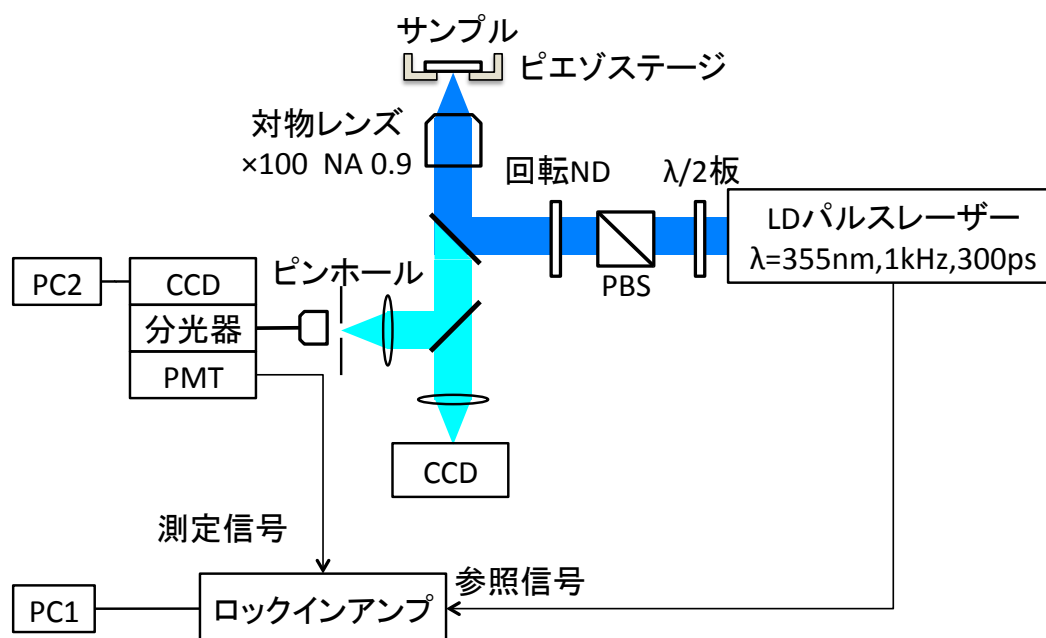 サンプル
ピエゾステージ
対物レンズ
×100 NA 0.9
回転ND
λ/2板
LDパルスレーザー
λ=355nm,1kHz,300ps
PBS
ピンホール
PC2
CCD
分光器
PMT
CCD
測定信号
参照信号
PC1
ロックインアンプ